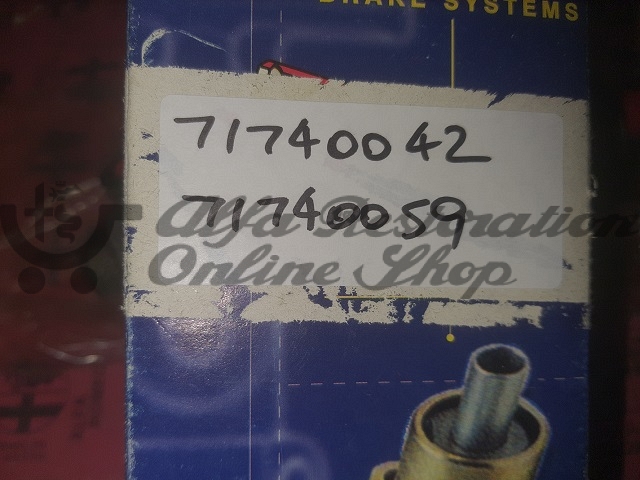 BRAKE SYSTEMS
71740042
71740059
Alfa Restoration
Online Shop